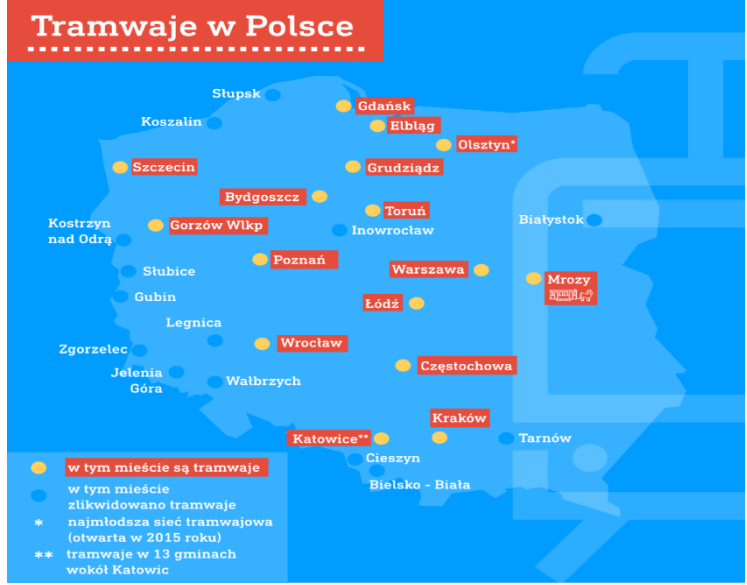 Tramwaje w Polsce
Słupsk
Gdańsk
Koszalin
Elbląg
Olsztyn*
Szczecin
Grudziądz
Bydgoszcz
Toruń
Kostrzyn
nad Odrą
Gorzów Wlkp
Inowrocław
Białystok
Poznań
Słubice
Warszawa
Mrozy
Gubin
Łódź
Legnica
Zgorzelec
Wrocław
Jelenia
Góra
Wałbrzych
Częstochowa
Kraków
Katowice**
Tarnów
Cieszyn
Bielsko - Biała
w tym mieście są tramwaje
w tym mieście
zlikwidowano tramwaje
* najmłodsza sieć tramwajowa
(otwarta w 2015 roku)
** tramwaje w 13 gminach
wokół Katowic